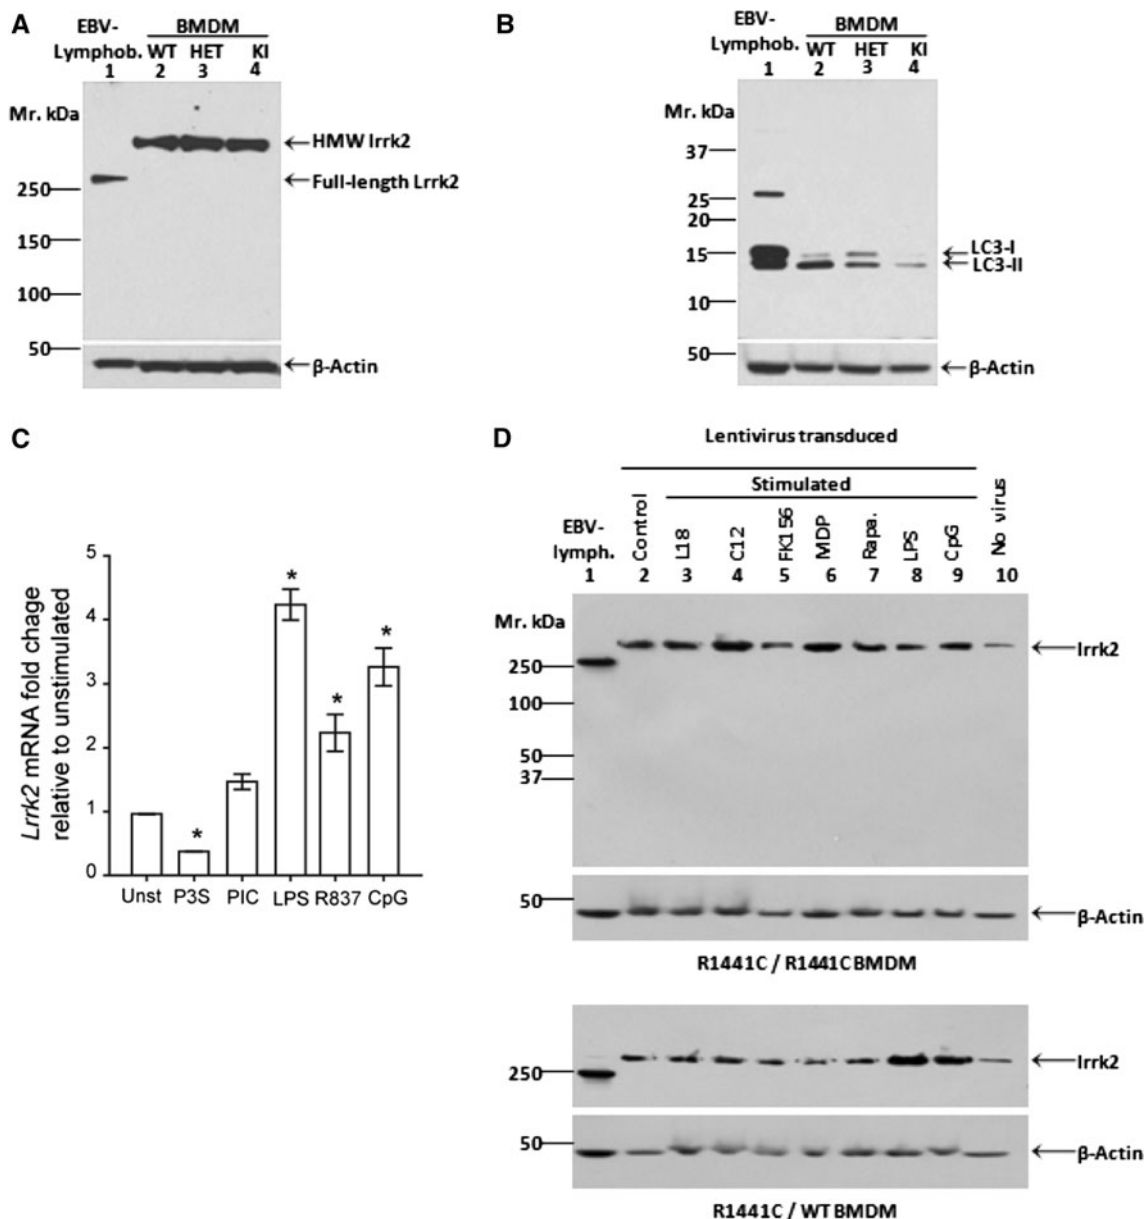 A
EBV-
Lymphob.
BMDM
WT HET KI
1 2 3 4
Mr. kDa
HMW lrrk2
Full-length Lrrk2
250
150
100
50
β-Actin
B
EBV-
Lymphob.
BMDM
WT HET KI
1 2 3 4
Mr. kDa
37
25
20
15
LC3-I
LC3-II
10
50
β-Actin
C
Lrrk2 mRNA fold chage
relative to unstimulated
5
4
3
2
1
0
* * * *
Unst P3S PIC LPS R837 CpG
D
Lentivirus transduced
Stimulated
EBV-
lymph.
Control L18 C12 FK156 MDP Rapa. LPS CpG No virus
1 2 3 4 5 6 7 8 9 10
Mr. kDa
lrrk2
250
100
50
37
50
β-Actin
R1441C / R1441C BMDM
lrrk2
250
50
β-Actin
R1441C / WT BMDM